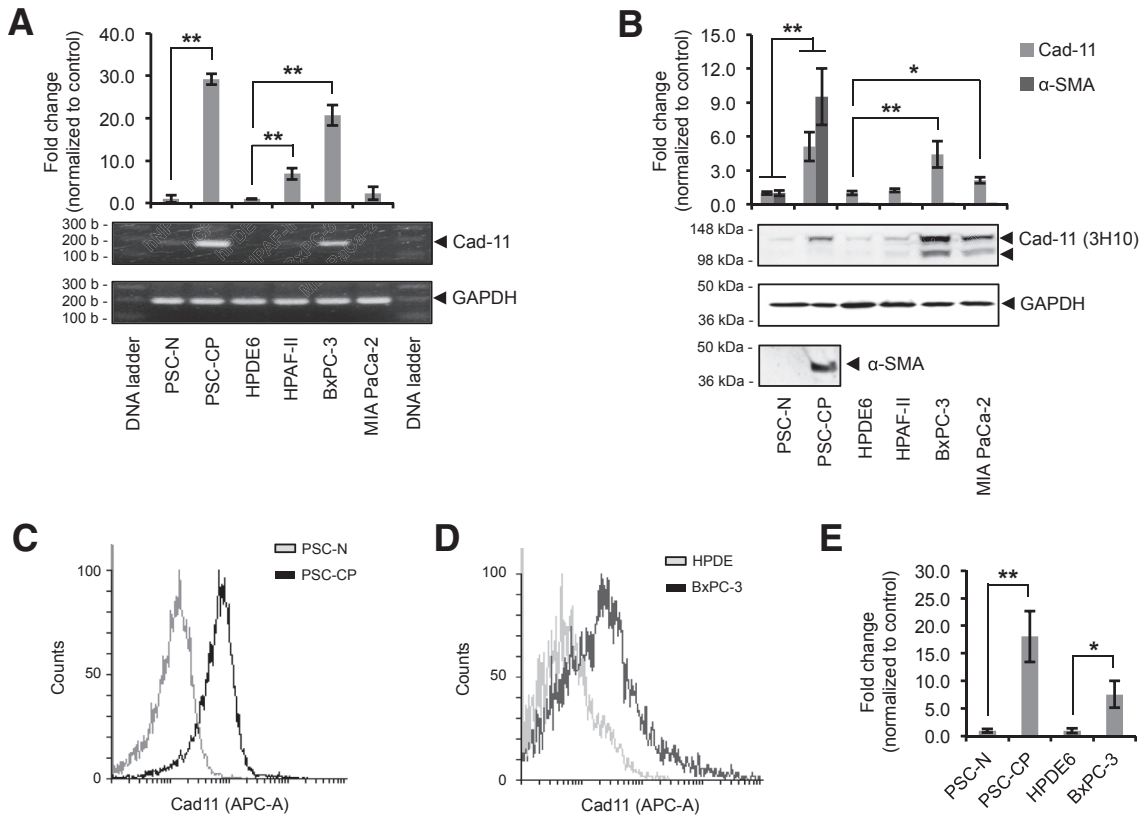 A
Fold change
(normalized to control)
40.0
30.0
20.0
10.0
0.0
**
**
**
300 b -
200 b -
100 b -
Cad-11
300 b -
200 b -
100 b -
GAPDH
DNA ladder
PSC-N
PSC-CP
HPDE6
HPAF-II
BxPC-3
MIA PaCa-2
DNA ladder
B
Fold change
(normalized to control)
15.0
12.0
9.0
6.0
3.0
0.0
**
*
**
Cad-11
α-SMA
148 kDa -
98 kDa -
Cad-11 (3H10)
50 kDa -
36 kDa -
GAPDH
50 kDa -
36 kDa -
α-SMA
PSC-N
PSC-CP
HPDE6
HPAF-II
BxPC-3
MIA PaCa-2
C
PSC-N
PSC-CP
Counts
100
50
0
Cad11 (APC-A)
D
HPDE
BxPC-3
Counts
100
50
0
Cad11 (APC-A)
E
Fold change
(normalized to control)
30.0
25.0
20.0
15.0
10.0
5.0
0.0
**
*
PSC-N
PSC-CP
HPDE6
BxPC-3